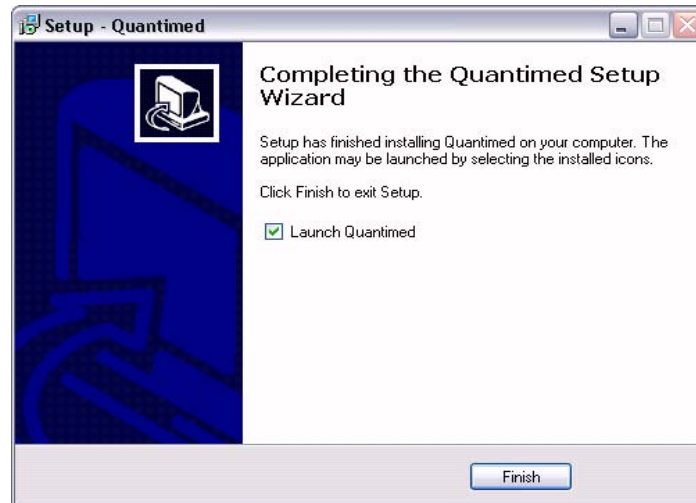 Setup - Quantimed
Completing the Quantimed Setup
Wizard
Setup has finished installing Quantimed on your computer. The
application may be launched by selecting the installed icons.
Click Finish to exit Setup.
Launch Quantimed
Finish